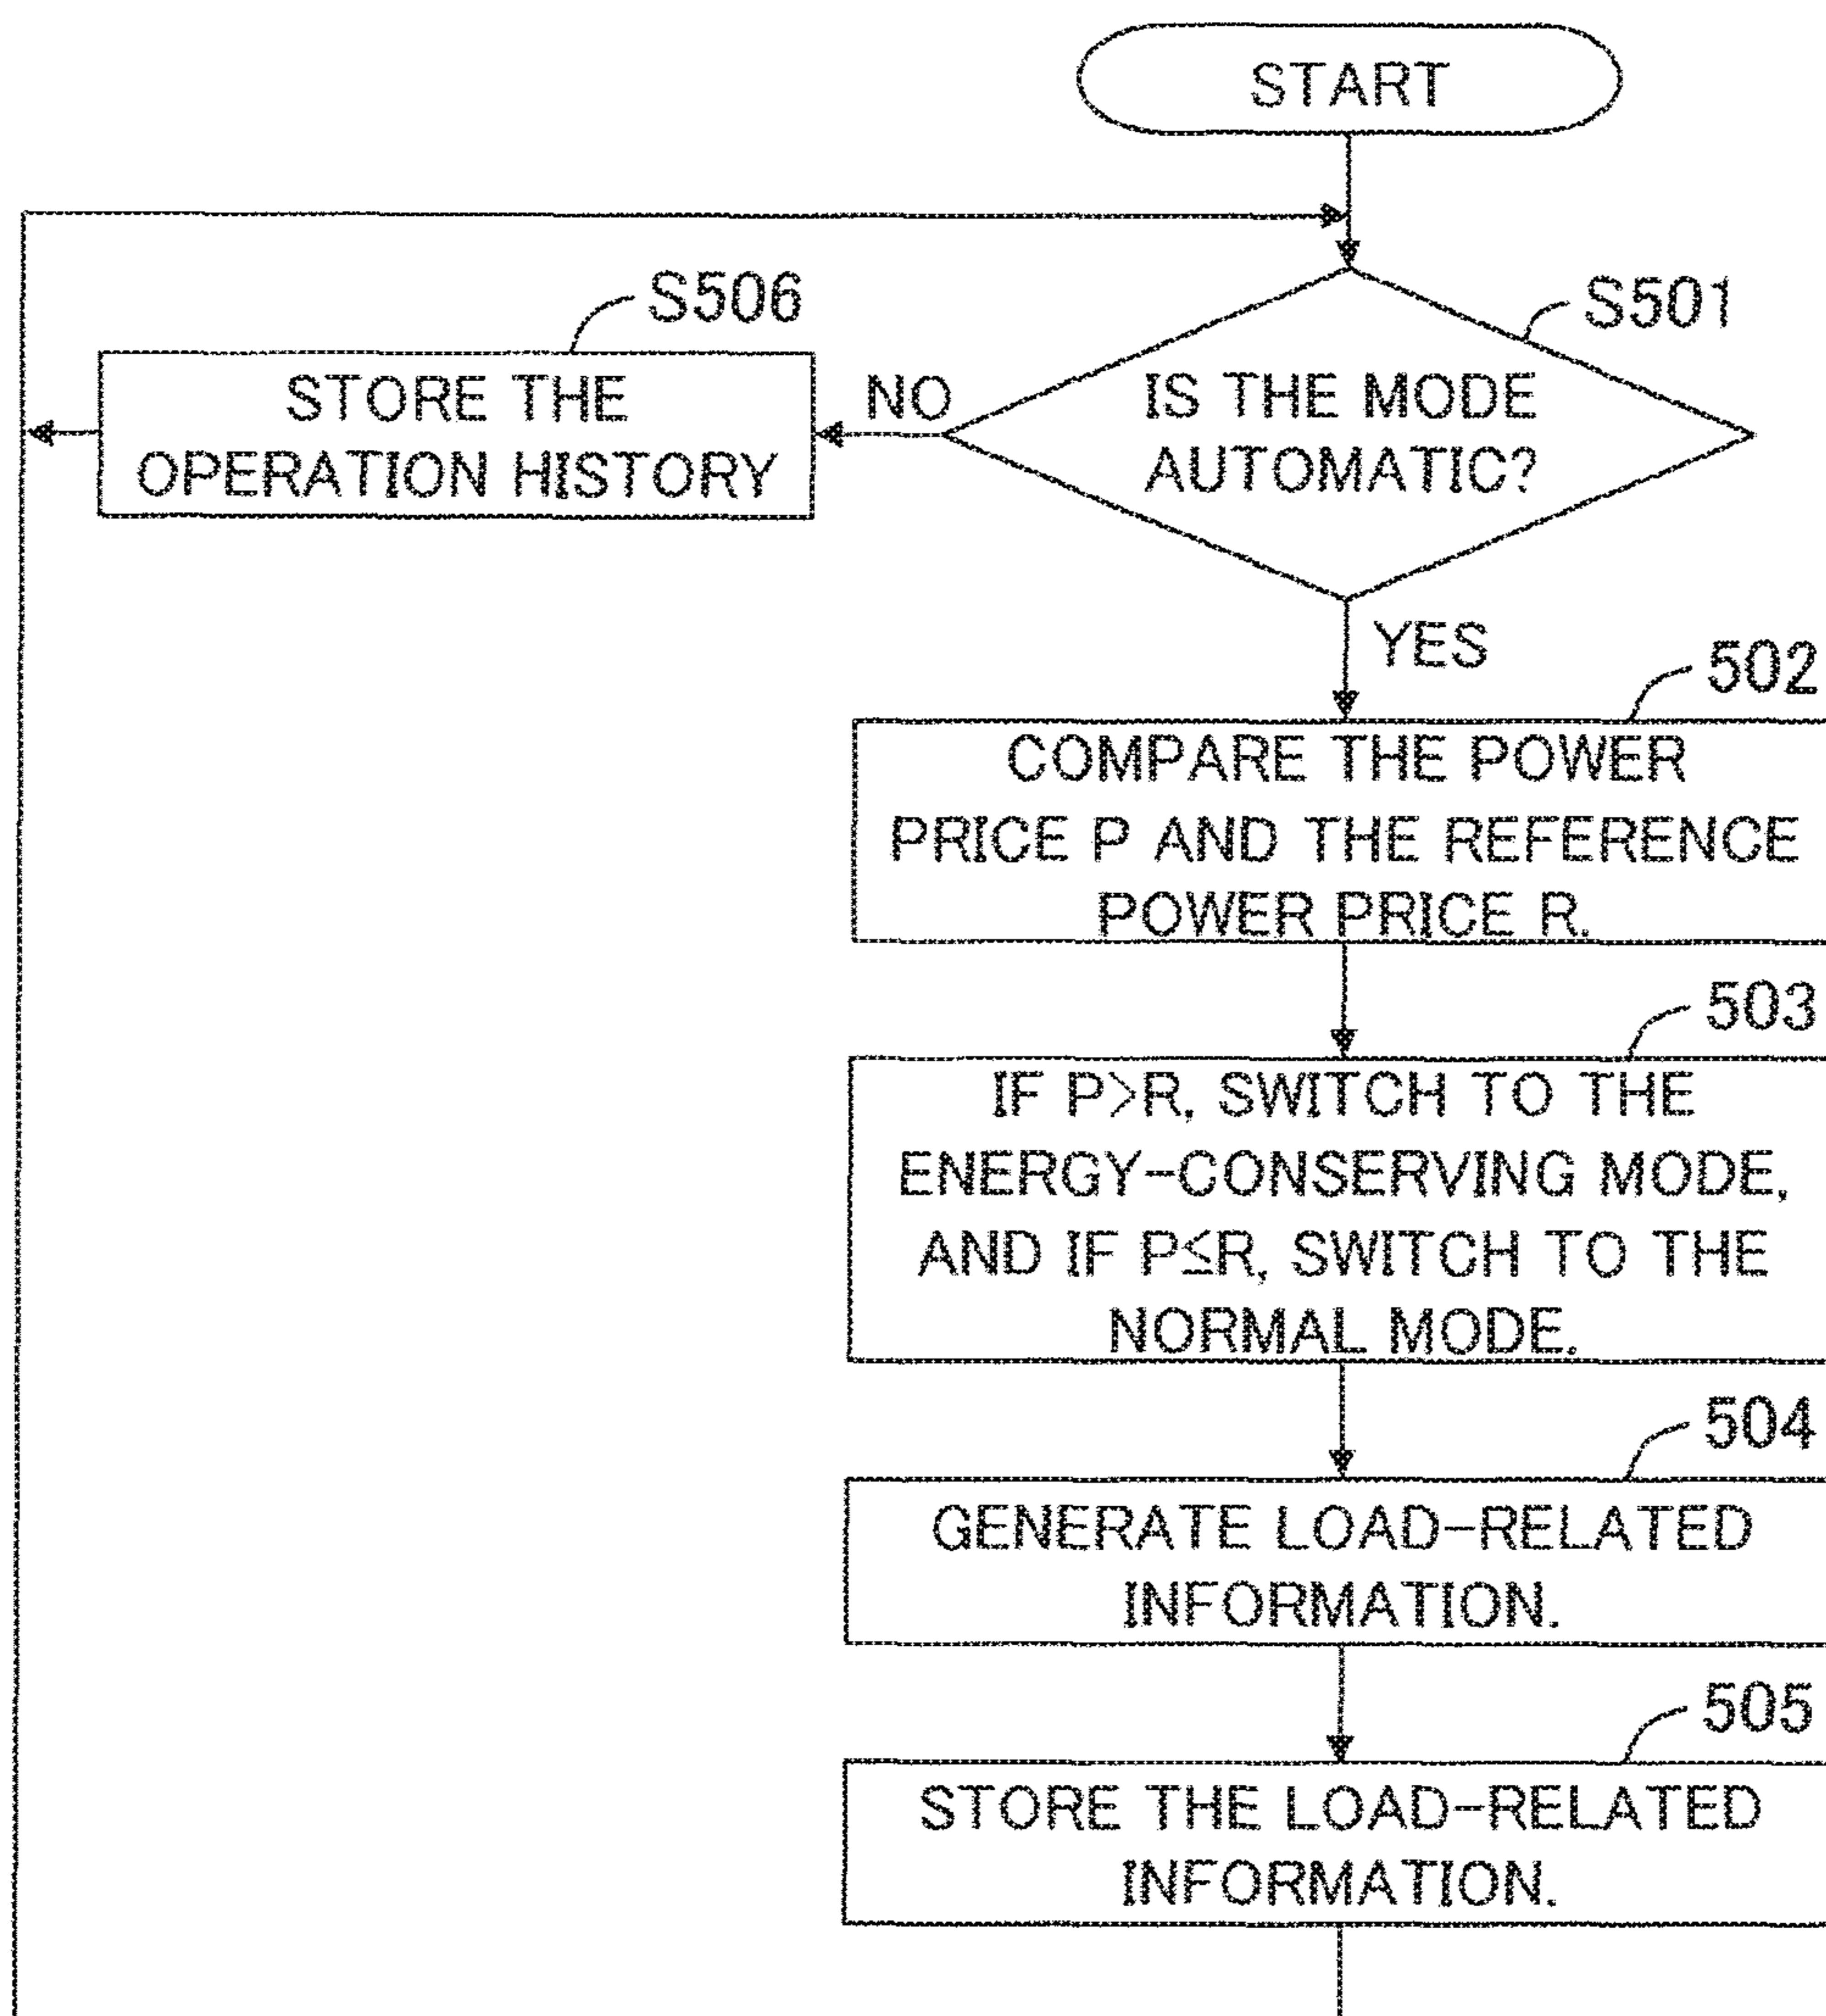 START
S506
S501
STORE THE
OPERATION HISTORY
NO
IS THE MODE
AUTOMATIC?
YES
502
COMPARE THE POWER
PRICE P AND THE REFERENCE
POWER PRICE R.
503
IF P>R, SWITCH TO THE
ENERGY-CONSERVING MODE,
AND IF P≤R, SWITCH TO THE
NORMAL MODE.
504
GENERATE LOAD-RELATED
INFORMATION.
505
STORE THE LOAD-RELATED
INFORMATION.